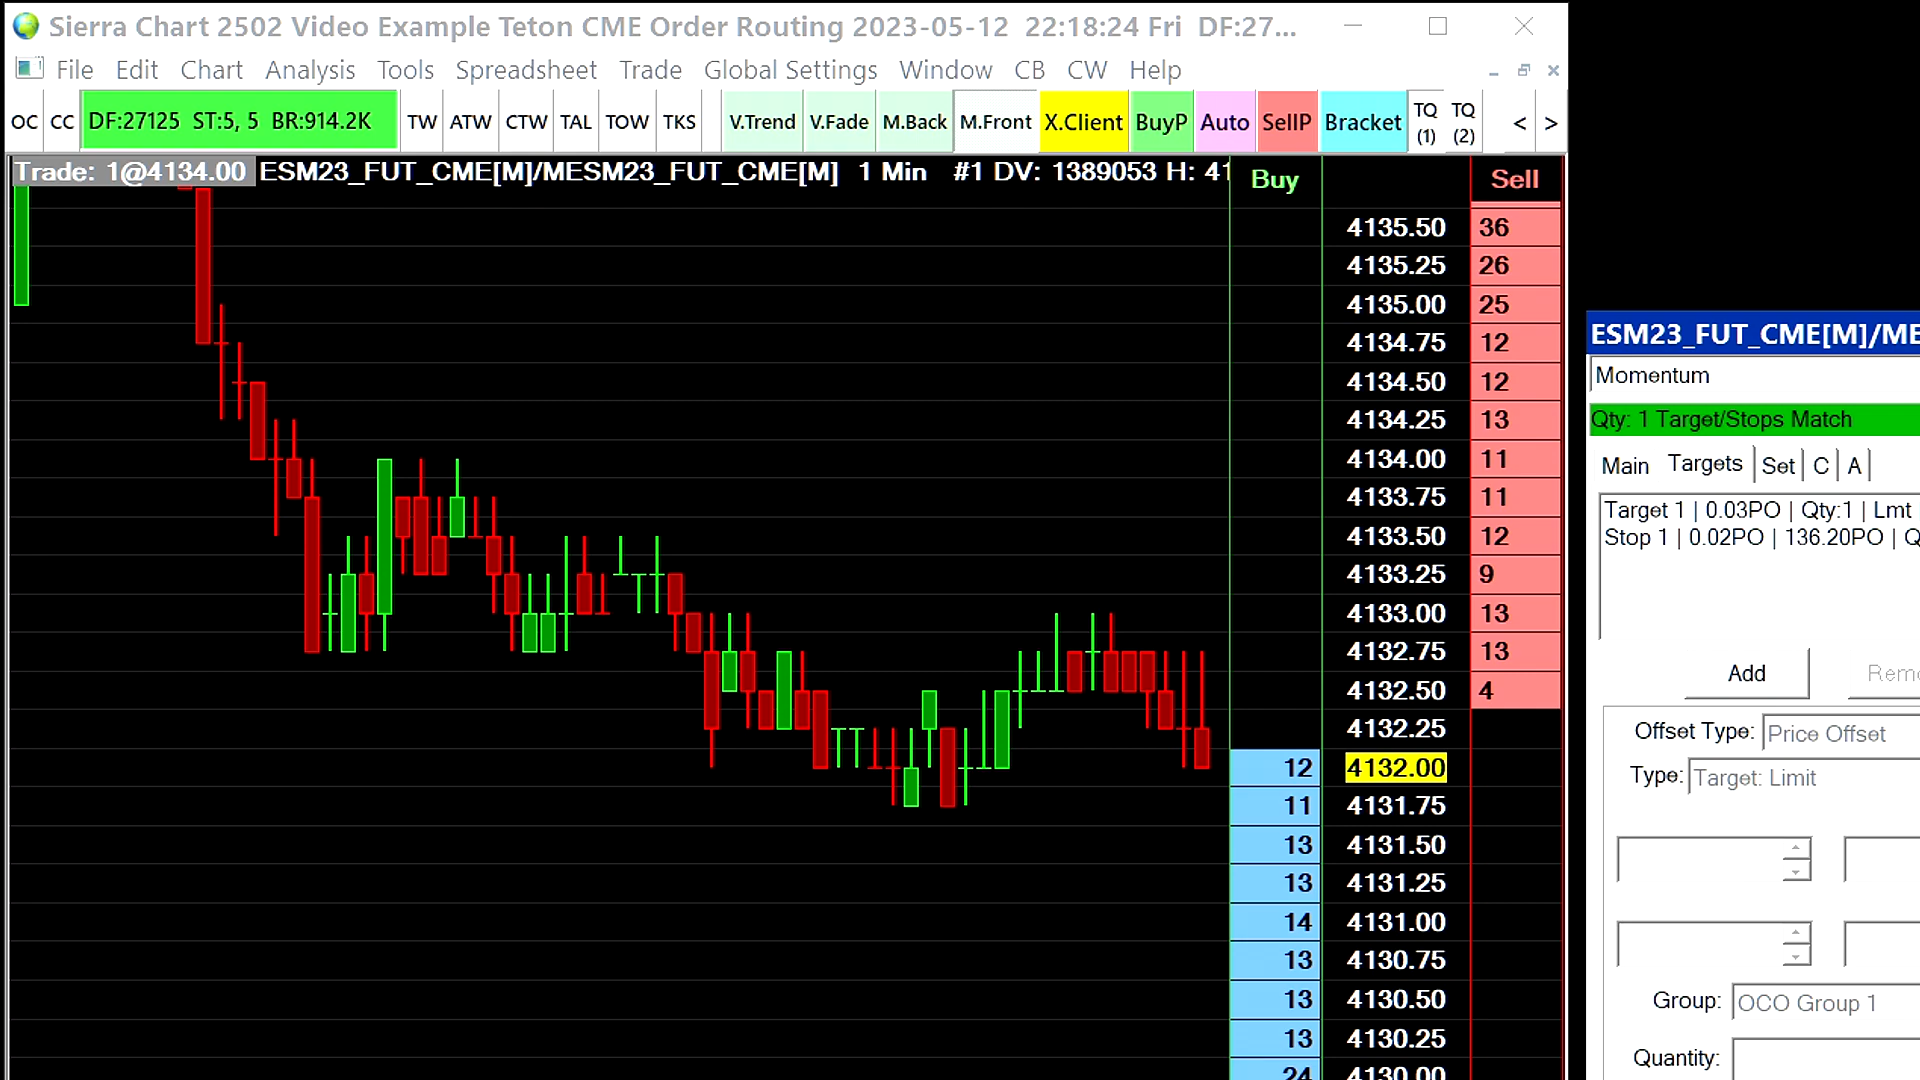 Sierra Chart 2502 Video Example Teton CME Order Routing 2023-05-12 22:18:24 Fri DF:27...
File Edit Chart Analysis Tools Spreadsheet Trade Global Settings Window CB CW Help
OC CC DF:27125 ST:5, 5 BR:914.2K TW ATW CTW TAL TOW TKS V.Trend V.Fade M.Back M.Front X.Client BuyP Auto SellP Bracket TQ (1) TQ (2) < >
Trade: 1@4134.00 ESM23_FUT_CME[M]/MESM23_FUT_CME[M] 1 Min #1 DV: 1389053 H: 41
Buy Sell
4135.50 36
4135.25 26
4135.00 25
4134.75 12
4134.50 12
4134.25 13
4134.00 11
4133.75 11
4133.50 12
4133.25 9
4133.00 13
4132.75 13
4132.50 4
4132.25
12 4132.00
11 4131.75
13 4131.50
13 4131.25
14 4131.00
13 4130.75
13 4130.50
13 4130.25
24 4130.00
ESM23_FUT_CME[M]/ME
Momentum
Qty: 1 Target/Stops Match
Main Targets Set C A
Target 1 | 0.03PO | Qty:1 | Lmt
Stop 1 | 0.02PO | 136.20PO | Q
Add Remo
Offset Type: Price Offset
Type: Target: Limit
Group: OCO Group 1
Quantity: